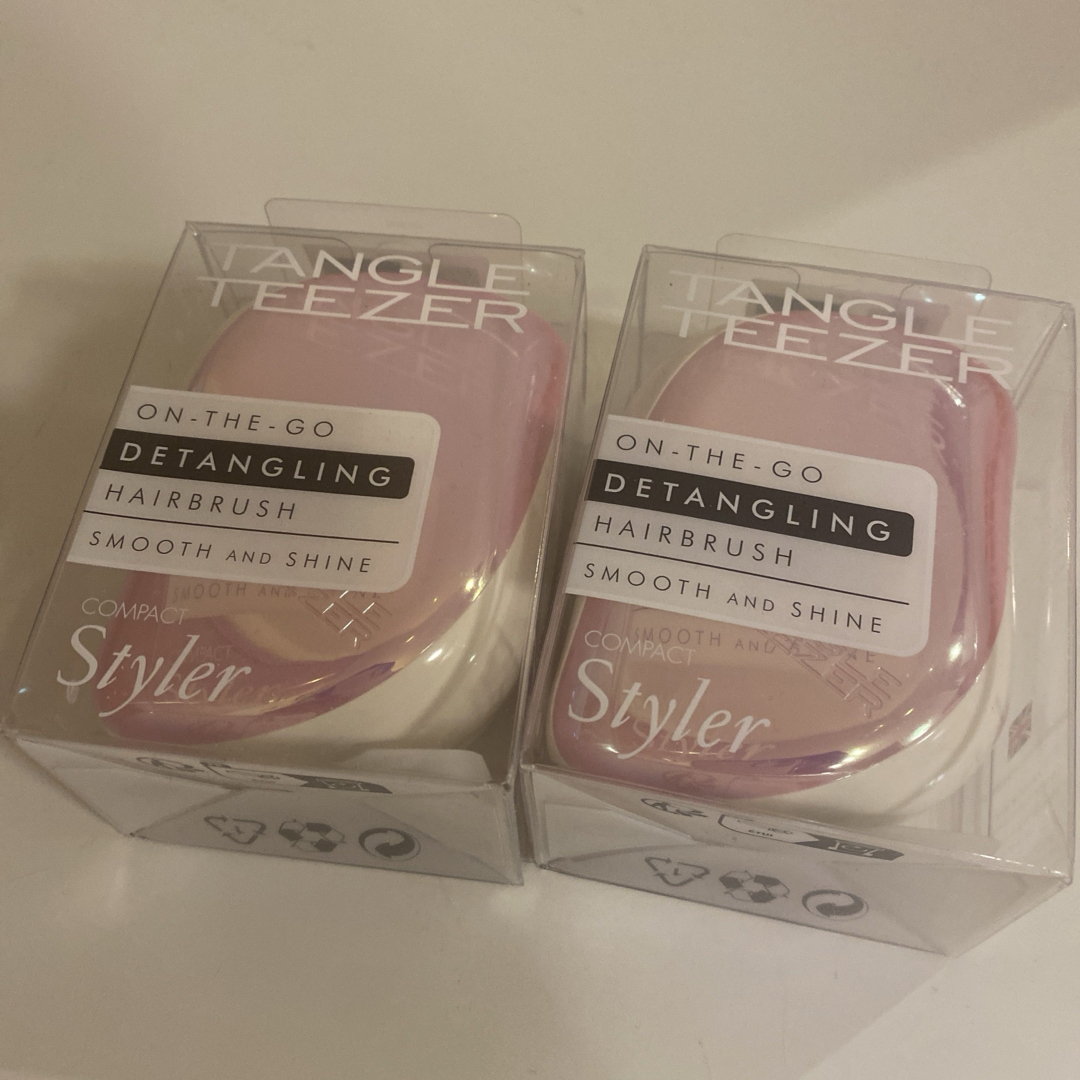 TANGLE
TEEZER
ON-THE-GO
DETANGLING
HAIRBRUSH
SMOOTH AND SHINE
COMPACT
Styler
TANGLE
TEEZER
ON-THE-GO
DETANGLING
HAIRBRUSH
SMOOTH AND SHINE
COMPACT
Styler